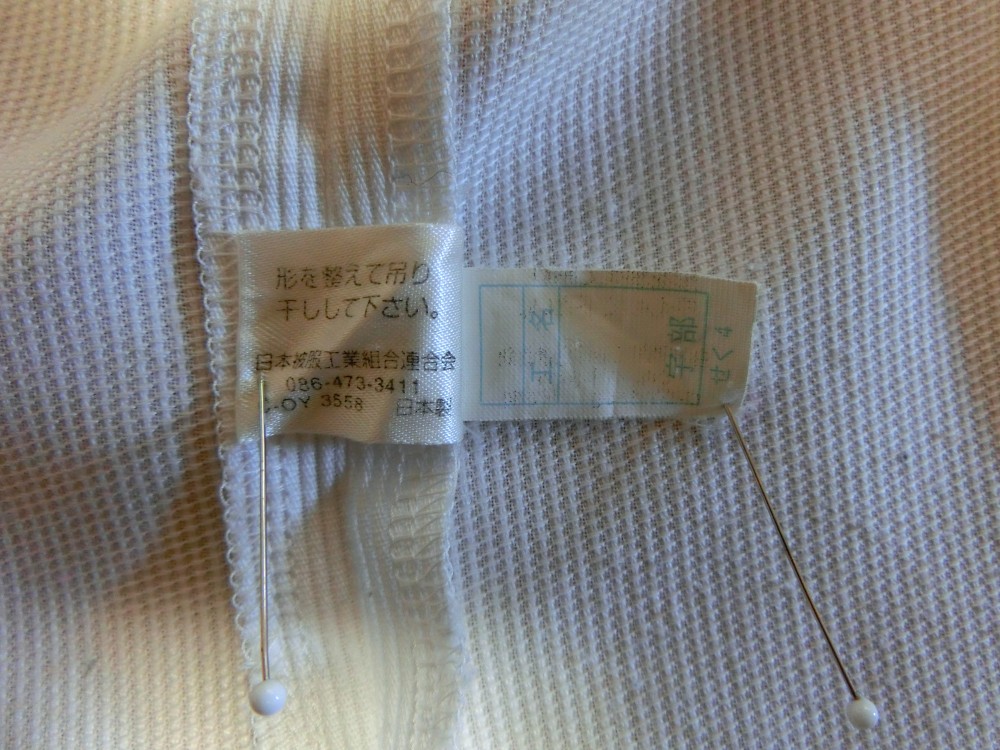 形を整えて吊り
干しして下さい。
日本被服工業組合連合会
086-473-3411
C.OY 3558 日本製
工名
宇部
せく4